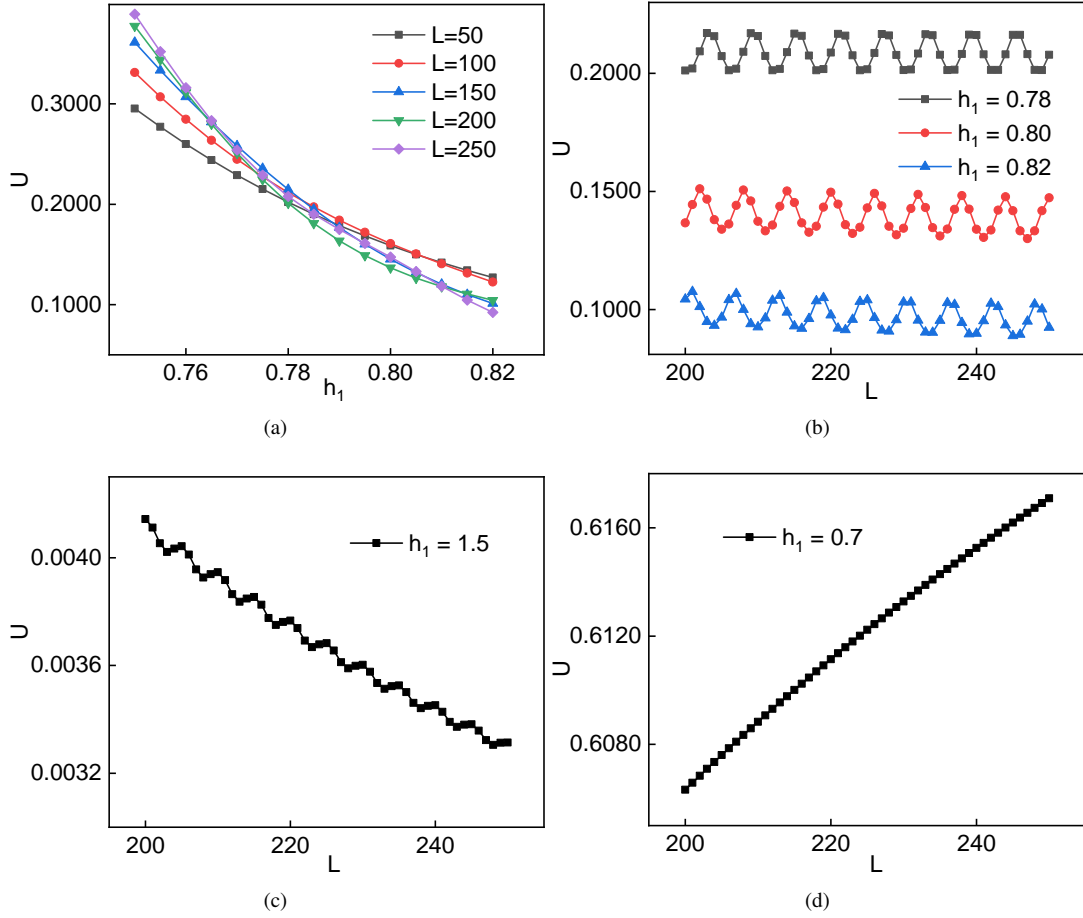 L=50
L=100
L=150
L=200
L=250
0.3000
0.2000
0.1000
U
0.76
0.78
0.80
0.82
h₁
(a)
0.2000
0.1500
0.1000
U
h₁ = 0.78
h₁ = 0.80
h₁ = 0.82
200
220
240
L
(b)
0.0040
0.0036
0.0032
U
h₁ = 1.5
200
220
240
L
(c)
0.6160
0.6120
0.6080
U
h₁ = 0.7
200
220
240
L
(d)